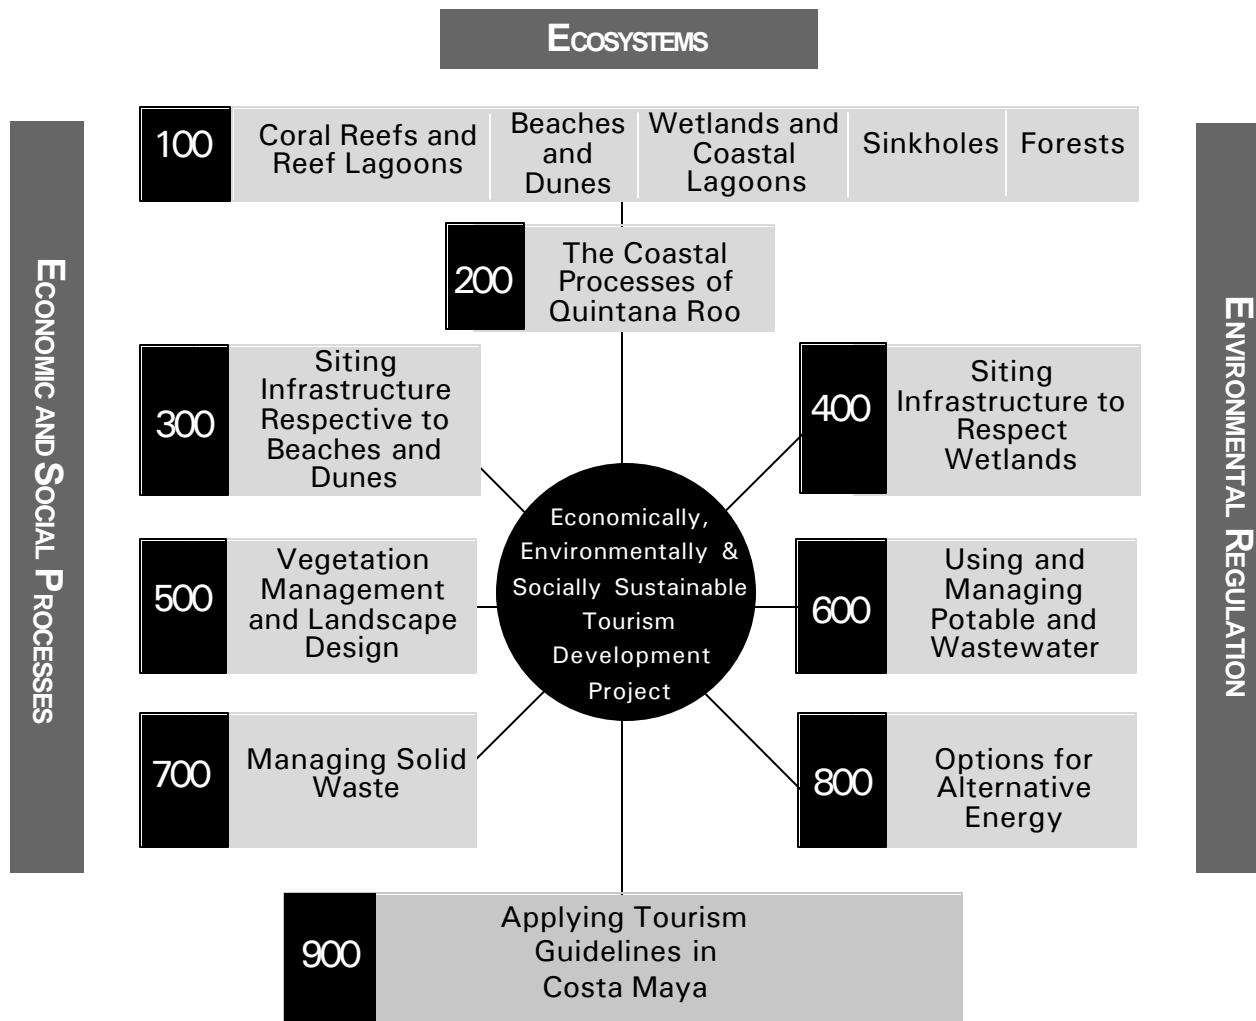 ECOSYSTEMS
ECONOMIC AND SOCIAL PROCESSES
ENVIRONMENTAL REGULATION
100
Coral Reefs and
Reef Lagoons
Beaches
and
Dunes
Wetlands and
Coastal
Lagoons
Sinkholes
Forests
200
The Coastal
Processes of
Quintana Roo
300
Siting
Infrastructure
Respective to
Beaches and
Dunes
400
Siting
Infrastructure to
Respect
Wetlands
Economically,
Environmentally &
Socially Sustainable
Tourism
Development
Project
500
Vegetation
Management
and Landscape
Design
600
Using and
Managing
Potable and
Wastewater
700
Managing Solid
Waste
800
Options for
Alternative
Energy
900
Applying Tourism
Guidelines in
Costa Maya